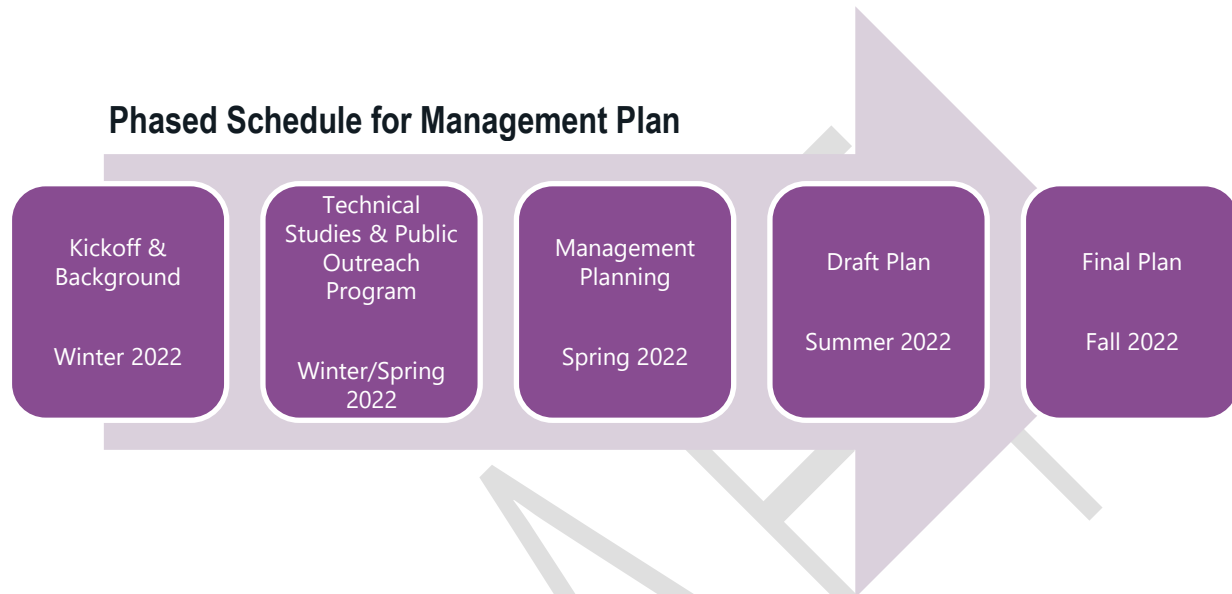 Phased Schedule for Management Plan
Kickoff &
Background
Winter 2022
Technical
Studies & Public
Outreach
Program
Winter/Spring
2022
Management
Planning
Spring 2022
Draft Plan
Summer 2022
Final Plan
Fall 2022